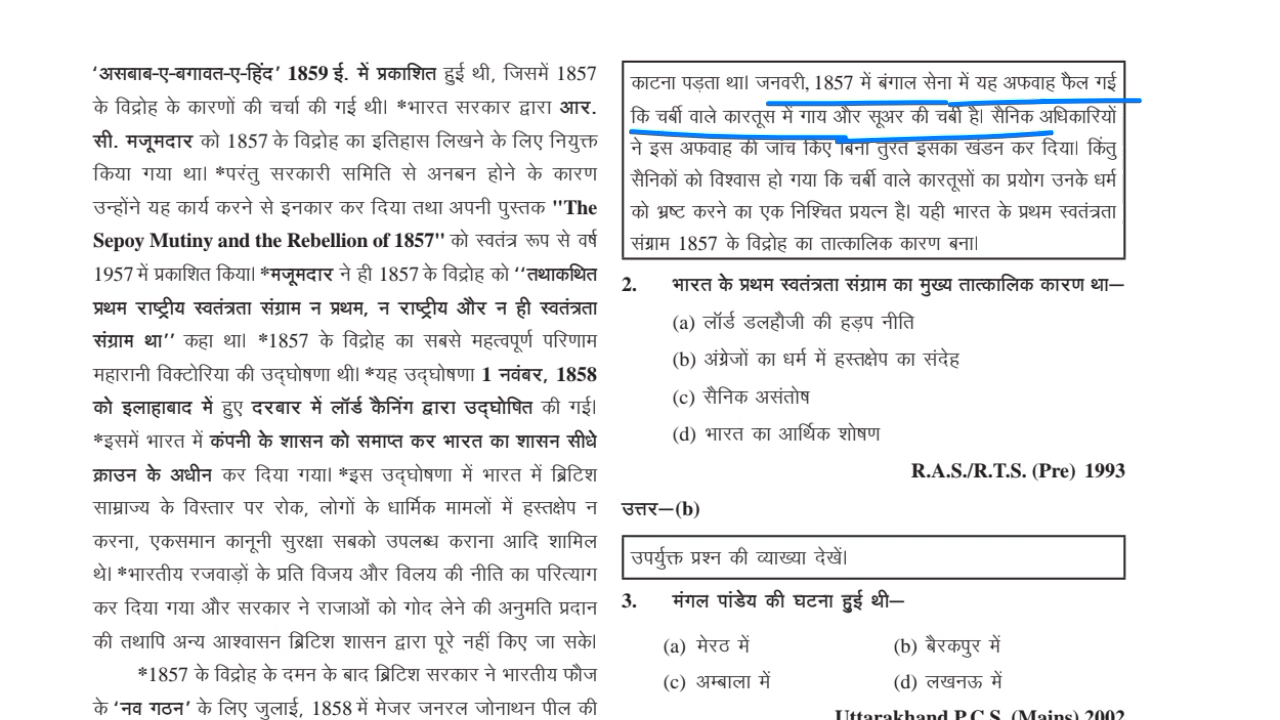 ‘असबाब-ए-बगावत-ए-हिंद’ 1859 ई. में प्रकाशित हुई थी, जिसमें 1857
के विद्रोह के कारणों की चर्चा की गई थी। *भारत सरकार द्वारा आर.
सी. मजूमदार को 1857 के विद्रोह का इतिहास लिखने के लिए नियुक्त
किया गया था। *परंतु सरकारी समिति से अनबन होने के कारण
उन्होंने यह कार्य करने से इनकार कर दिया तथा अपनी पुस्तक "The
Sepoy Mutiny and the Rebellion of 1857" को स्वतंत्र रूप से वर्ष
1957 में प्रकाशित किया। *मजूमदार ने ही 1857 के विद्रोह को ‘‘तथाकथित
प्रथम राष्ट्रीय स्वतंत्रता संग्राम न प्रथम, न राष्ट्रीय और न ही स्वतंत्रता
संग्राम था’’ कहा था। *1857 के विद्रोह का सबसे महत्वपूर्ण परिणाम
महारानी विक्टोरिया की उद्घोषणा थी। *यह उद्घोषणा 1 नवंबर, 1858
को इलाहाबाद में हुए दरबार में लॉर्ड कैनिंग द्वारा उद्घोषित की गई।
*इसमें भारत में कंपनी के शासन को समाप्त कर भारत का शासन सीधे
क्राउन के अधीन कर दिया गया। *इस उद्घोषणा में भारत में ब्रिटिश
साम्राज्य के विस्तार पर रोक, लोगों के धार्मिक मामलों में हस्तक्षेप न
करना, एकसमान कानूनी सुरक्षा सबको उपलब्ध कराना आदि शामिल
थे। *भारतीय रजवाड़ों के प्रति विजय और विलय की नीति का परित्याग
कर दिया गया और सरकार ने राजाओं को गोद लेने की अनुमति प्रदान
की तथापि अन्य आश्वासन ब्रिटिश शासन द्वारा पूरे नहीं किए जा सके।
*1857 के विद्रोह के दमन के बाद ब्रिटिश सरकार ने भारतीय फौज
के ‘नव गठन’ के लिए जुलाई, 1858 में मेजर जनरल जोनाथन पील की
काटना पड़ता था। जनवरी, 1857 में बंगाल सेना में यह अफवाह फैल गई
कि चर्बी वाले कारतूस में गाय और सूअर की चर्बी है। सैनिक अधिकारियों
ने इस अफवाह की जांच किए बिना तुरंत इसका खंडन कर दिया। किंतु
सैनिकों को विश्वास हो गया कि चर्बी वाले कारतूसों का प्रयोग उनके धर्म
को भ्रष्ट करने का एक निश्चित प्रयत्न है। यही भारत के प्रथम स्वतंत्रता
संग्राम 1857 के विद्रोह का तात्कालिक कारण बना।
2. भारत के प्रथम स्वतंत्रता संग्राम का मुख्य तात्कालिक कारण था—
(a) लॉर्ड डलहौजी की हड़प नीति
(b) अंग्रेजों का धर्म में हस्तक्षेप का संदेह
(c) सैनिक असंतोष
(d) भारत का आर्थिक शोषण
R.A.S./R.T.S. (Pre) 1993
उत्तर—(b)
उपर्युक्त प्रश्न की व्याख्या देखें।
3. मंगल पांडेय की घटना हुई थी—
(a) मेरठ में (b) बैरकपुर में
(c) अम्बाला में (d) लखनऊ में
Uttarakhand P.C.S. (Mains) 2002